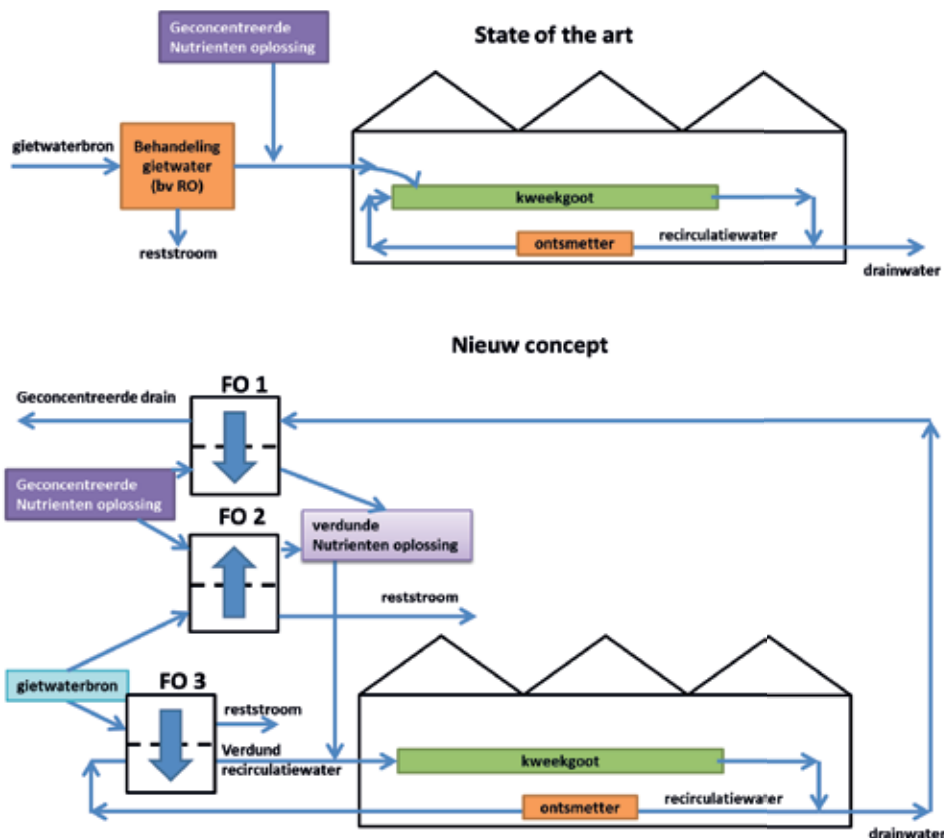 Geconcentreerde
Nutrienten oplossing
State of the art
gietwaterbron
Behandeling
gietwater
(bv RO)
kweekgoot
reststroom
ontsmetter
recirculatiewater
drainwater
Nieuw concept
FO 1
Geconcentreerde drain
Geconcentreerde
Nutrienten oplossing
FO 2
verdunde
Nutrienten oplossing
reststroom
gietwaterbron
FO 3
reststroom
Verdund
recirculatiewater
kweekgoot
ontsmetter
recirculatiewater
drainwater